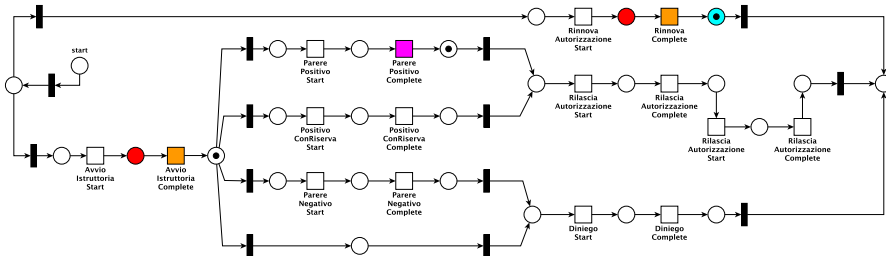 Rinnova
Autorizzazione
Start
Rinnova
Complete
start
Parere
Positivo
Start
Parere
Positivo
Complete
Rilascia
Autorizzazione
Start
Rilascia
Autorizzazione
Complete
Positivo
ConRiserva
Start
Positivo
ConRiserva
Complete
Rilascia
Autorizzazione
Start
Rilascia
Autorizzazione
Complete
Avvio
Istruttoria
Start
Avvio
Istruttoria
Complete
Parere
Negativo
Start
Parere
Negativo
Complete
Diniego
Start
Diniego
Complete